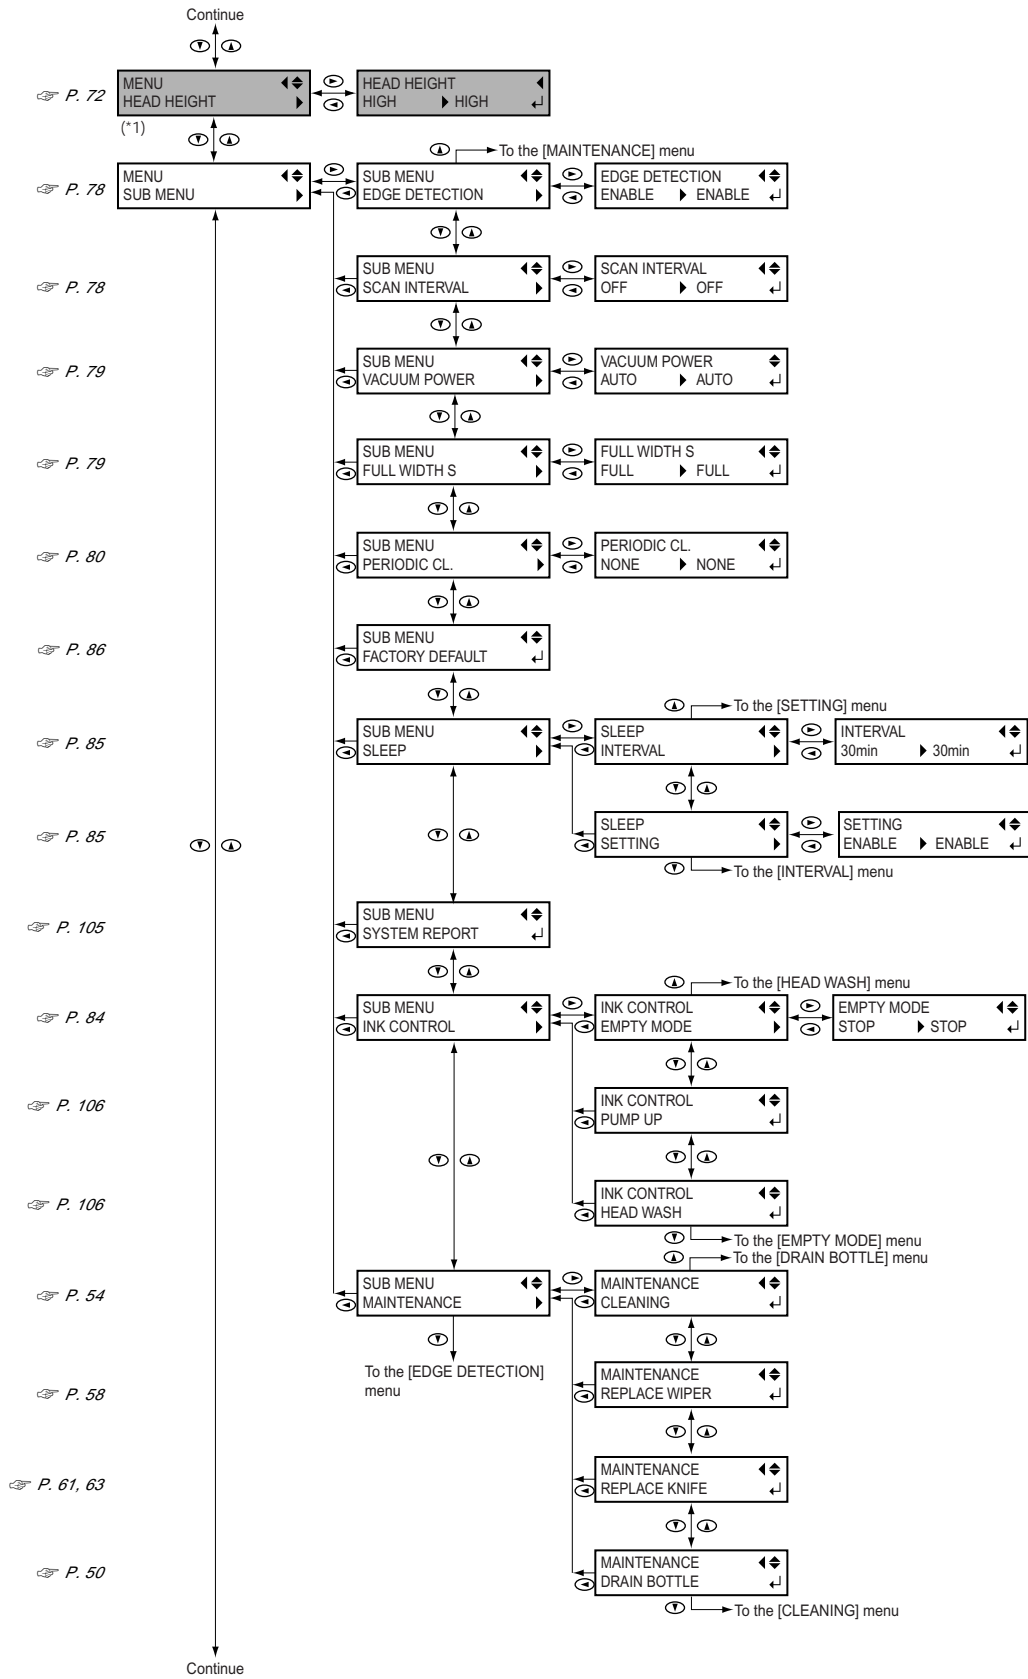 Continue
P. 72
MENU
HEAD HEIGHT
HEAD HEIGHT
HIGH HIGH
(*1)
To the [MAINTENANCE] menu
P. 78
MENU
SUB MENU
SUB MENU
EDGE DETECTION
EDGE DETECTION
ENABLE ENABLE
P. 78
SUB MENU
SCAN INTERVAL
SCAN INTERVAL
OFF OFF
P. 79
SUB MENU
VACUUM POWER
VACUUM POWER
AUTO AUTO
P. 79
SUB MENU
FULL WIDTH S
FULL WIDTH S
FULL FULL
P. 80
SUB MENU
PERIODIC CL.
PERIODIC CL.
NONE NONE
P. 86
SUB MENU
FACTORY DEFAULT
To the [SETTING] menu
P. 85
SUB MENU
SLEEP
SLEEP
INTERVAL
INTERVAL
30min 30min
P. 85
SLEEP
SETTING
SETTING
ENABLE ENABLE
To the [INTERVAL] menu
P. 105
SUB MENU
SYSTEM REPORT
To the [HEAD WASH] menu
P. 84
SUB MENU
INK CONTROL
INK CONTROL
EMPTY MODE
EMPTY MODE
STOP STOP
P. 106
INK CONTROL
PUMP UP
P. 106
INK CONTROL
HEAD WASH
To the [EMPTY MODE] menu
To the [DRAIN BOTTLE] menu
P. 54
SUB MENU
MAINTENANCE
MAINTENANCE
CLEANING
To the [EDGE DETECTION]
menu
P. 58
MAINTENANCE
REPLACE WIPER
P. 61, 63
MAINTENANCE
REPLACE KNIFE
P. 50
MAINTENANCE
DRAIN BOTTLE
To the [CLEANING] menu
Continue